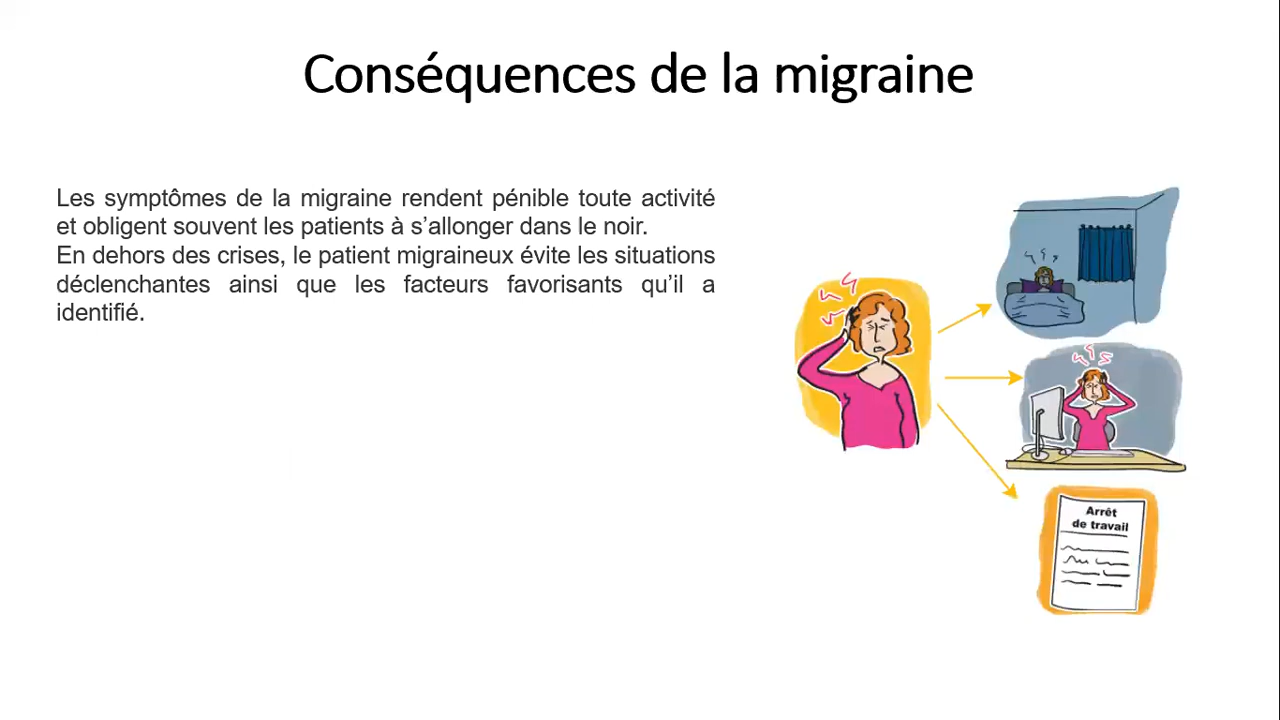 Conséquences de la migraine
Les symptômes de la migraine rendent pénible toute activité
et obligent souvent les patients à s’allonger dans le noir.
En dehors des crises, le patient migraineux évite les situations
déclenchantes ainsi que les facteurs favorisants qu’il a
identifié.
Arrêt
de travail